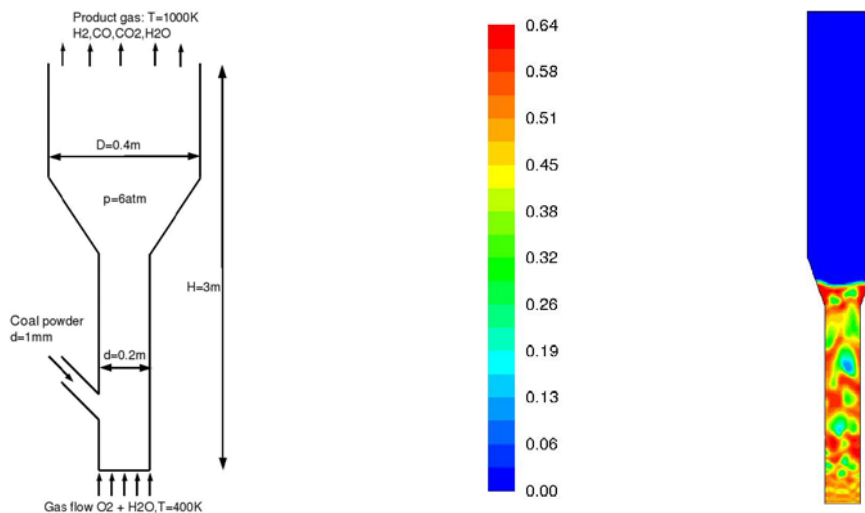 Product gas: T=1000K
H2,CO,CO2,H2O
D=0.4m
p=6atm
H=3m
Coal powder
d=1mm
d=0.2m
Gas flow O2 + H2O,T=400K
0.64
0.58
0.51
0.45
0.38
0.32
0.26
0.19
0.13
0.06
0.00